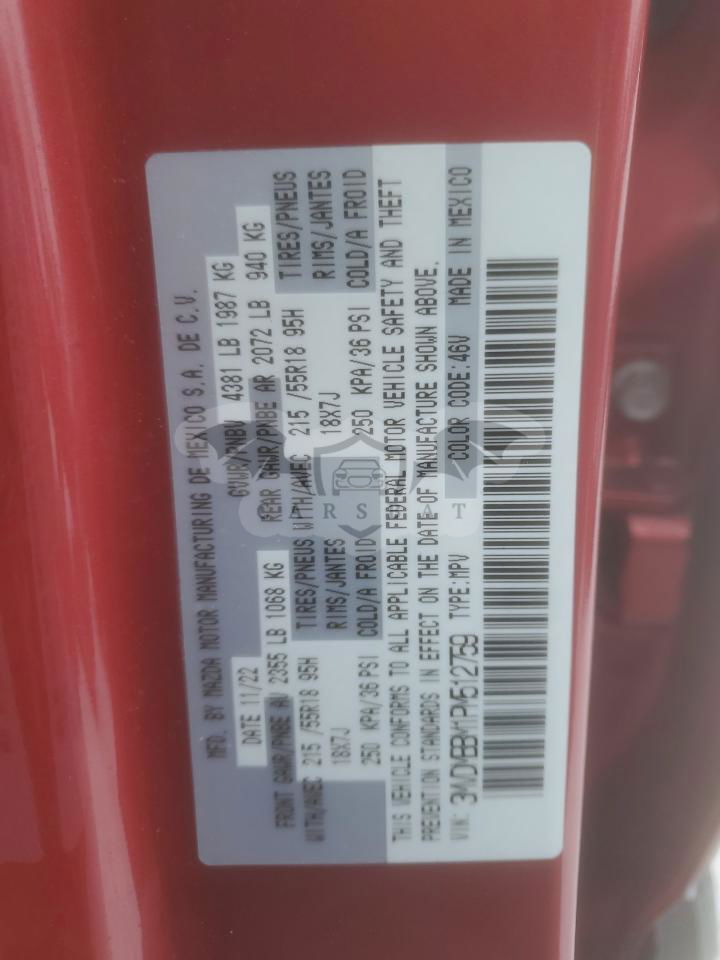 MFD. BY MAZDA MOTOR MANUFACTURING DE MEXICO S.A. DE C.V.
DATE 11/22 GVWR/PNBV 4381 LB 1987 KG
FRONT GAWR/PNBE AV 2355 LB 1068 KG REAR GAWR/PNBE AR 2072 LB 940 KG
WITH/AVEC 215 /55R18 95H TIRES/PNEUS WITH/AVEC 215 /55R18 95H TIRES/PNEUS
18X7J RIMS/JANTES 18X7J RIMS/JANTES
250 KPA/36 PSI COLD/A FROID 250 KPA/36 PSI COLD/A FROID
THIS VEHICLE CONFORMS TO ALL APPLICABLE FEDERAL MOTOR VEHICLE SAFETY AND THEFT
PREVENTION STANDARDS IN EFFECT ON THE DATE OF MANUFACTURE SHOWN ABOVE.
VIN: 3MVDMBBM1PM512759 TYPE:MPV COLOR CODE:46V MADE IN MEXICO